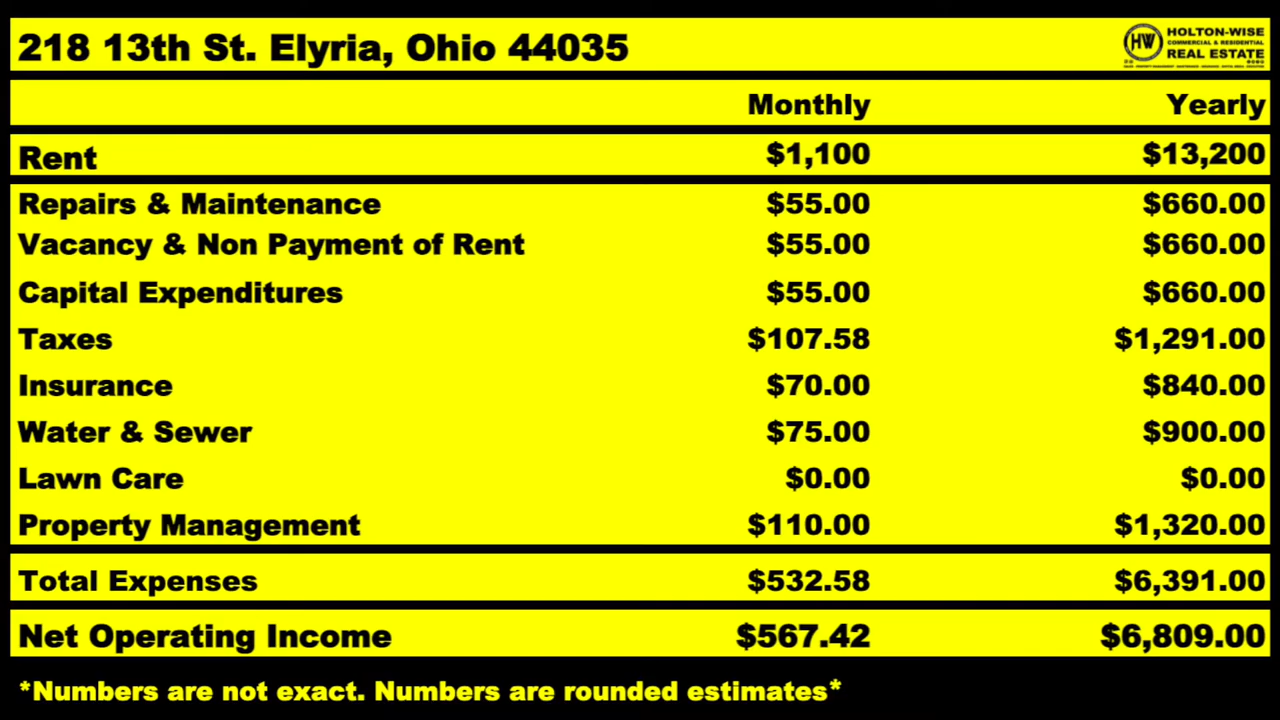 218 13th St. Elyria, Ohio 44035
HW
HOLTON-WISE
COMMERCIAL & RESIDENTIAL
REAL ESTATE
Monthly Yearly
Rent $1,100 $13,200
Repairs & Maintenance $55.00 $660.00
Vacancy & Non Payment of Rent $55.00 $660.00
Capital Expenditures $55.00 $660.00
Taxes $107.58 $1,291.00
Insurance $70.00 $840.00
Water & Sewer $75.00 $900.00
Lawn Care $0.00 $0.00
Property Management $110.00 $1,320.00
Total Expenses $532.58 $6,391.00
Net Operating Income $567.42 $6,809.00
*Numbers are not exact. Numbers are rounded estimates*